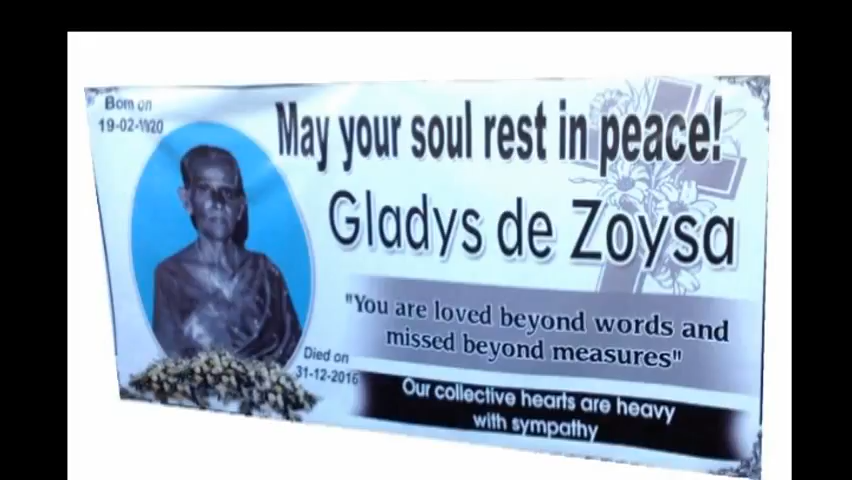 Born on
19-02-1920
May your soul rest in peace!
Gladys de Zoysa
"You are loved beyond words and
missed beyond measures"
Died on
31-12-2016
Our collective hearts are heavy
with sympathy